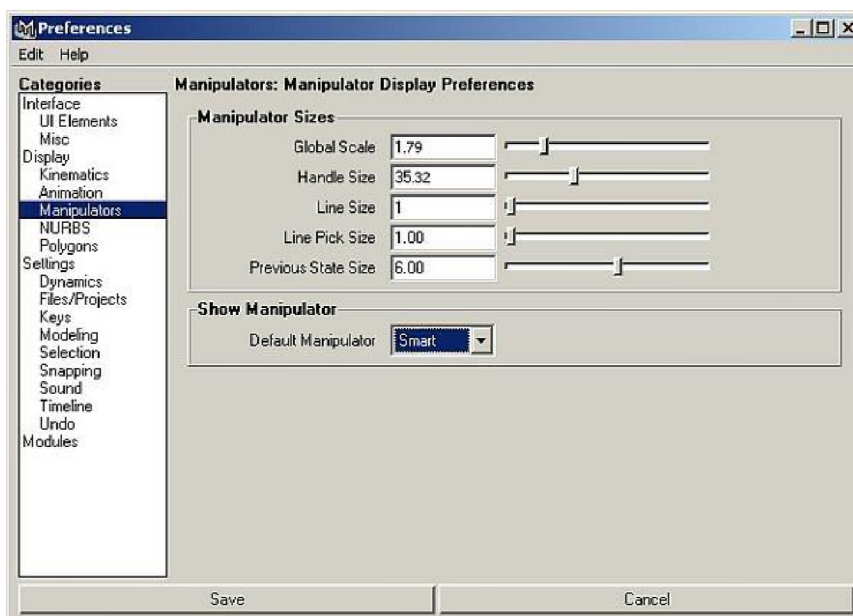 Preferences
Edit Help
Categories
Interface
UI Elements
Misc
Display
Kinematics
Animation
Manipulators
NURBS
Polygons
Settings
Dynamics
Files/Projects
Keys
Modeling
Selection
Snapping
Sound
Timeline
Undo
Modules
Manipulators: Manipulator Display Preferences
Manipulator Sizes
Global Scale 1.79
Handle Size 35.32
Line Size 1
Line Pick Size 1.00
Previous State Size 6.00
Show Manipulator
Default Manipulator Smart
Save Cancel